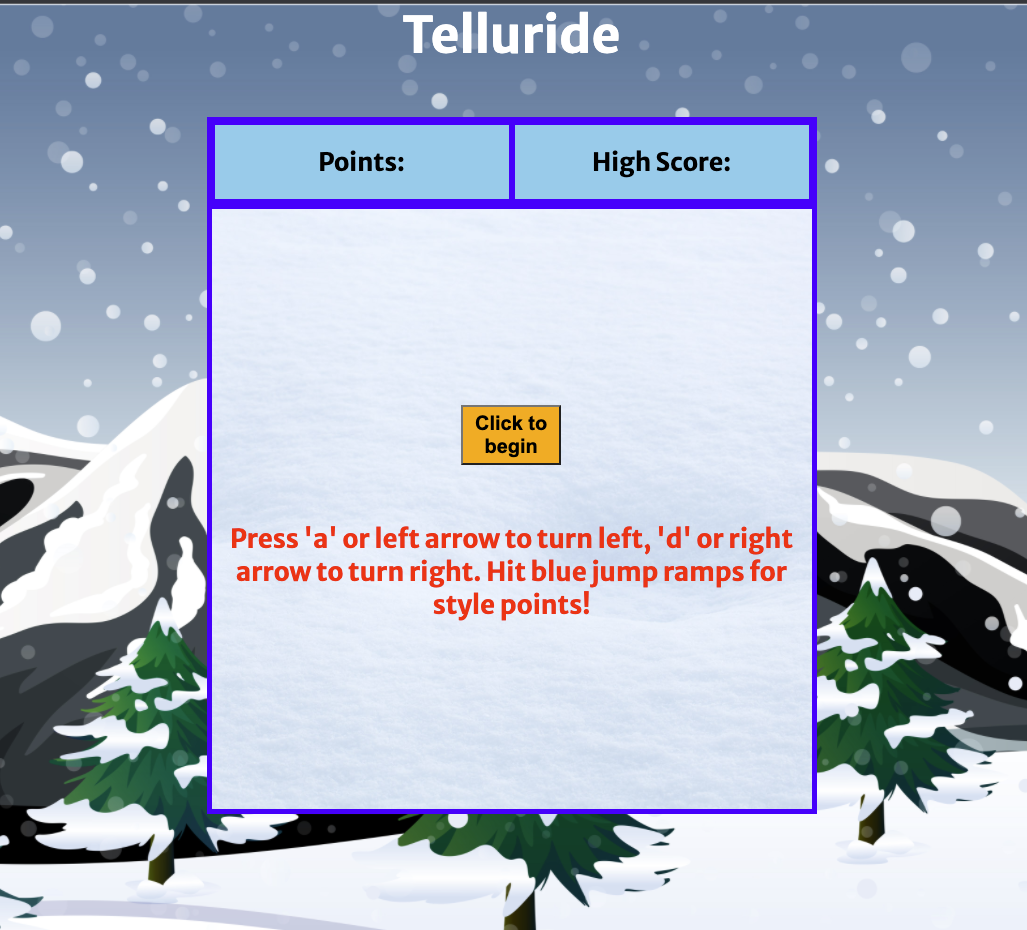 Telluride
Points:
High Score:
Click to
begin
Press 'a' or left arrow to turn left, 'd' or right
arrow to turn right. Hit blue jump ramps for
style points!